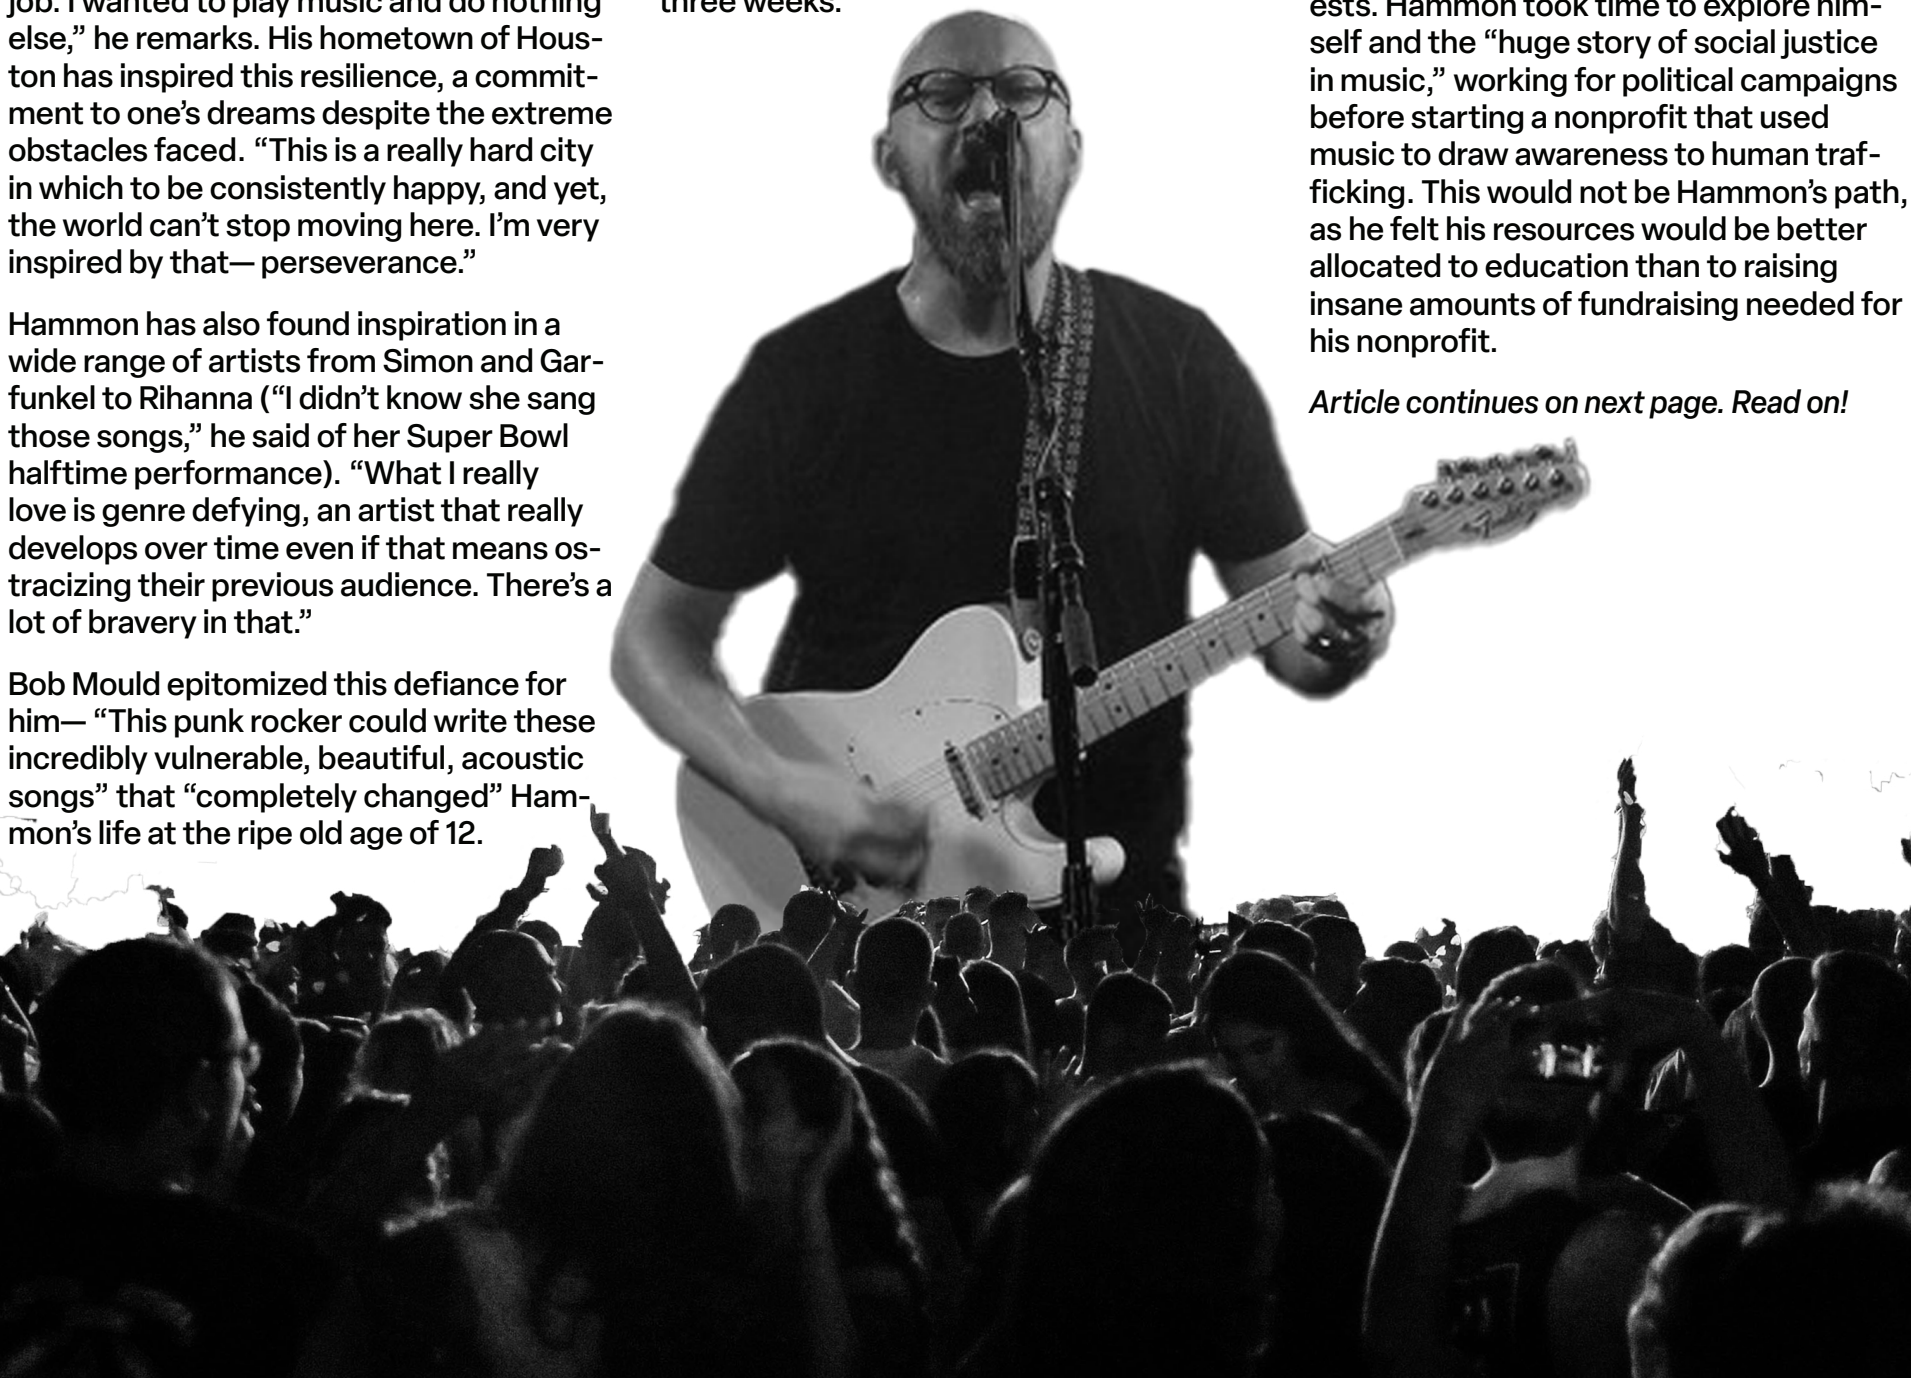 job. I wanted to play music and do nothing
else,” he remarks. His hometown of Hous-
ton has inspired this resilience, a commit-
ment to one’s dreams despite the extreme
obstacles faced. “This is a really hard city
in which to be consistently happy, and yet,
the world can’t stop moving here. I’m very
inspired by that— perseverance.”
Hammon has also found inspiration in a
wide range of artists from Simon and Gar-
funkel to Rihanna (“I didn’t know she sang
those songs,” he said of her Super Bowl
halftime performance). “What I really
love is genre defying, an artist that really
develops over time even if that means os-
tracizing their previous audience. There’s a
lot of bravery in that.”
Bob Mould epitomized this defiance for
him— “This punk rocker could write these
incredibly vulnerable, beautiful, acoustic
songs” that “completely changed” Ham-
mon’s life at the ripe old age of 12.
three weeks.
ests. Hammon took time to explore him-
self and the “huge story of social justice
in music,” working for political campaigns
before starting a nonprofit that used
music to draw awareness to human traf-
ficking. This would not be Hammon’s path,
as he felt his resources would be better
allocated to education than to raising
insane amounts of fundraising needed for
his nonprofit.
Article continues on next page. Read on!